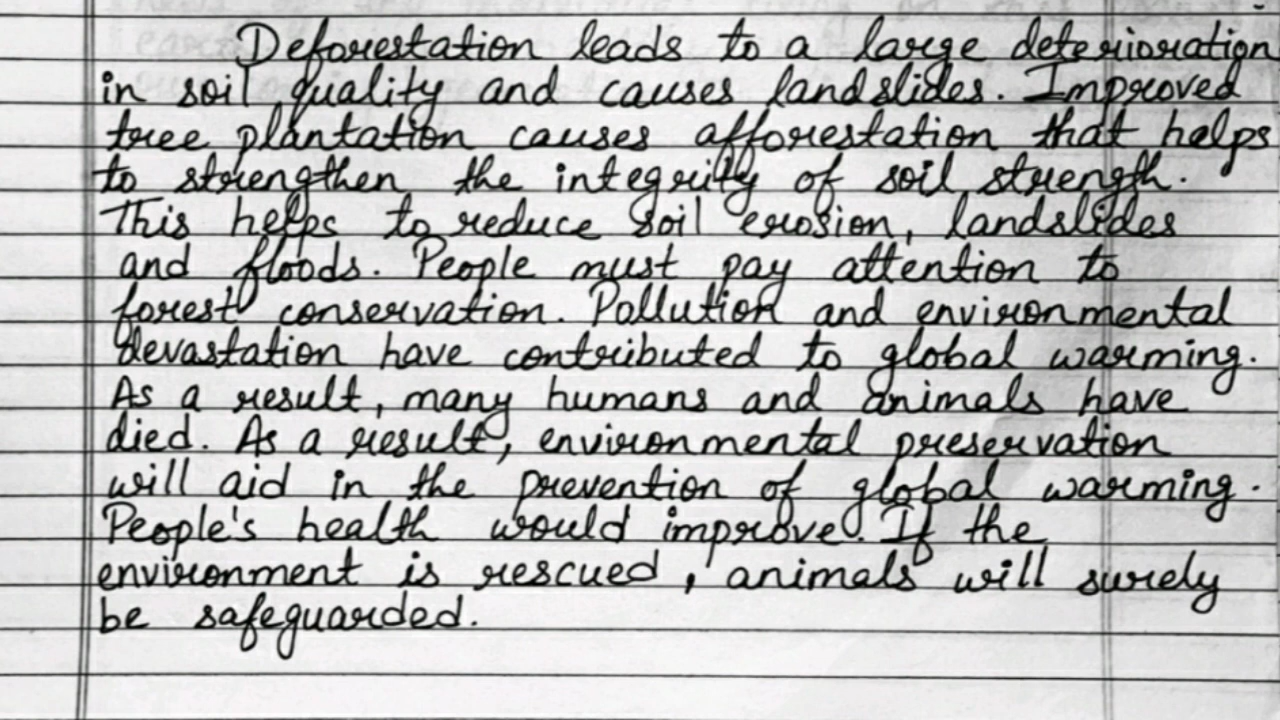 Deforestation leads to a large deterioration
in soil quality and causes landslides. Improved
tree plantation causes afforestation that helps
to strengthen the integrity of soil strength.
This helps to reduce soil erosion, landslides
and floods. People must pay attention to
forest conservation. Pollution and environmental
devastation have contributed to global warming.
As a result, many humans and animals have
died. As a result, environmental preservation
will aid in the prevention of global warming.
People's health would improve. If the
environment is rescued, animals will surely
be safeguarded.